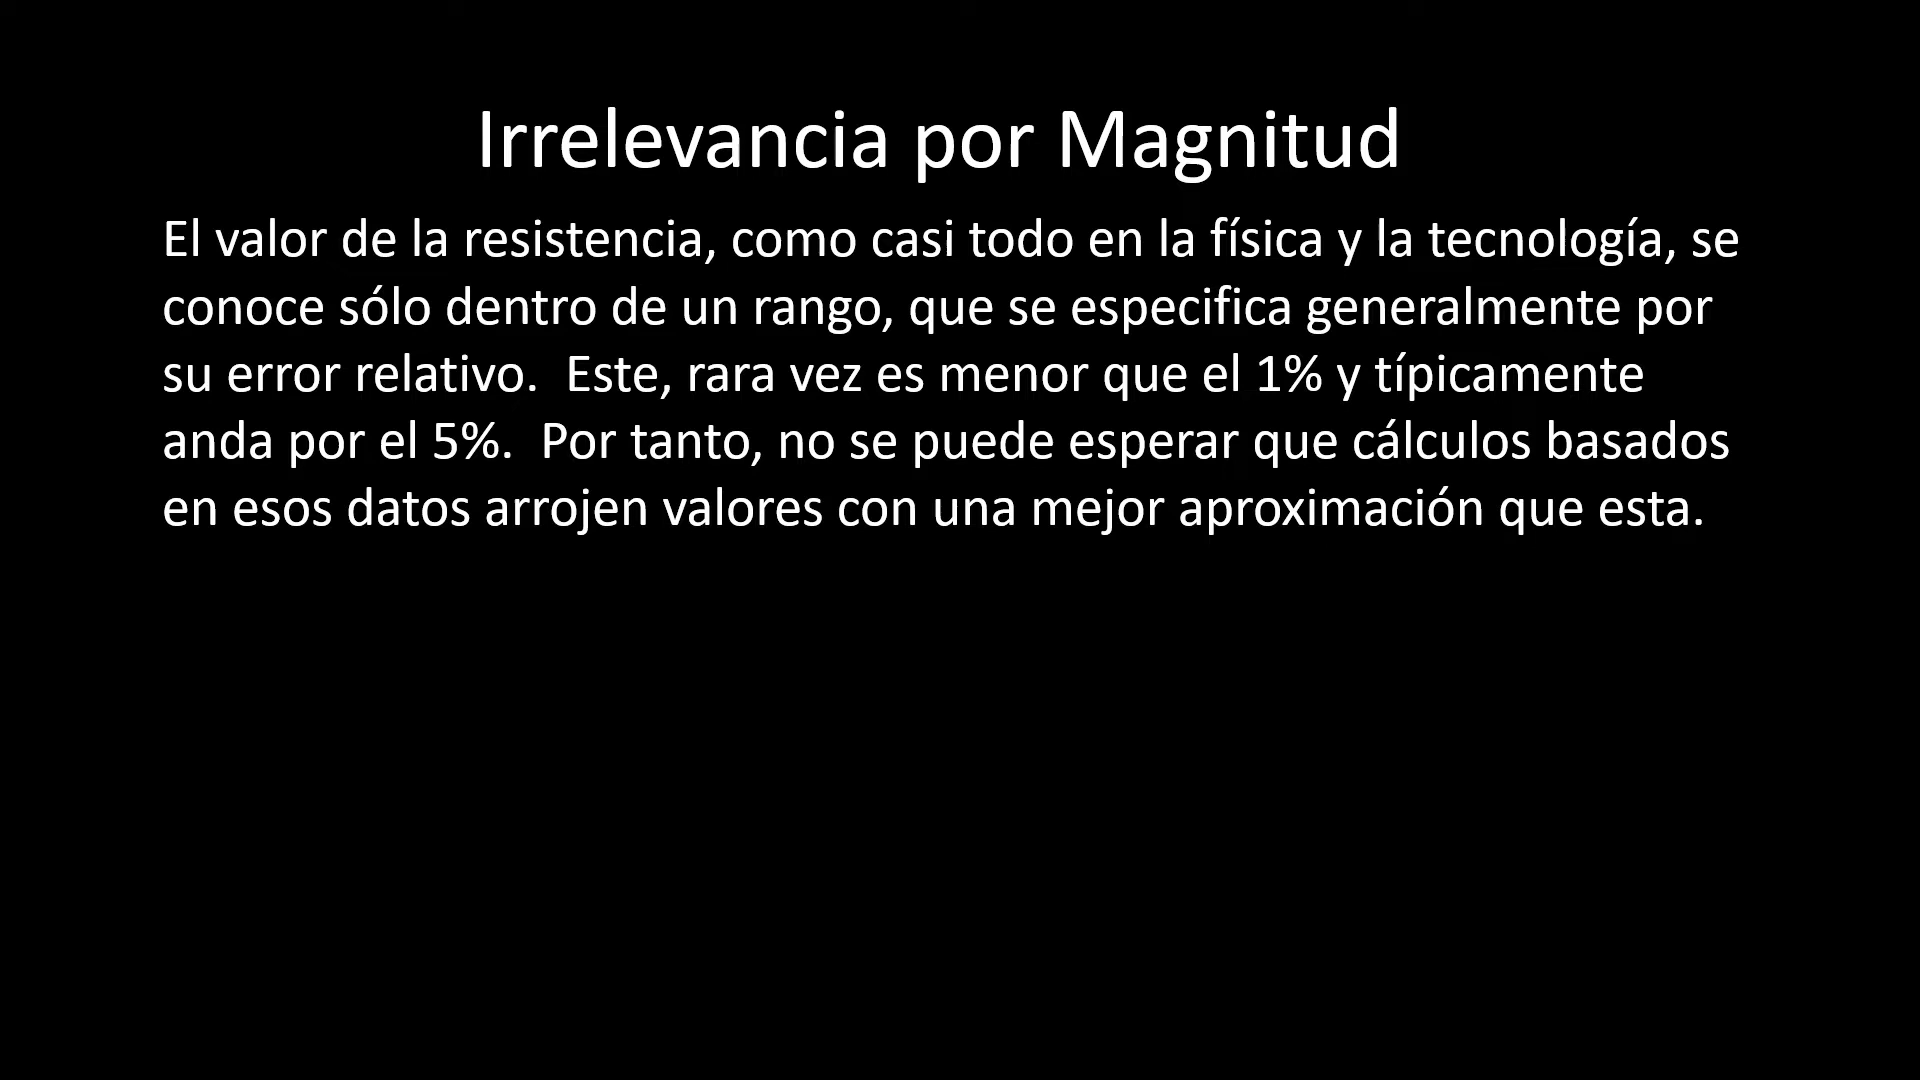 Irrelevancia por Magnitud
El valor de la resistencia, como casi todo en la física y la tecnología, se
conoce sólo dentro de un rango, que se especifica generalmente por
su error relativo.  Este, rara vez es menor que el 1% y típicamente
anda por el 5%.  Por tanto, no se puede esperar que cálculos basados
en esos datos arrojen valores con una mejor aproximación que esta.